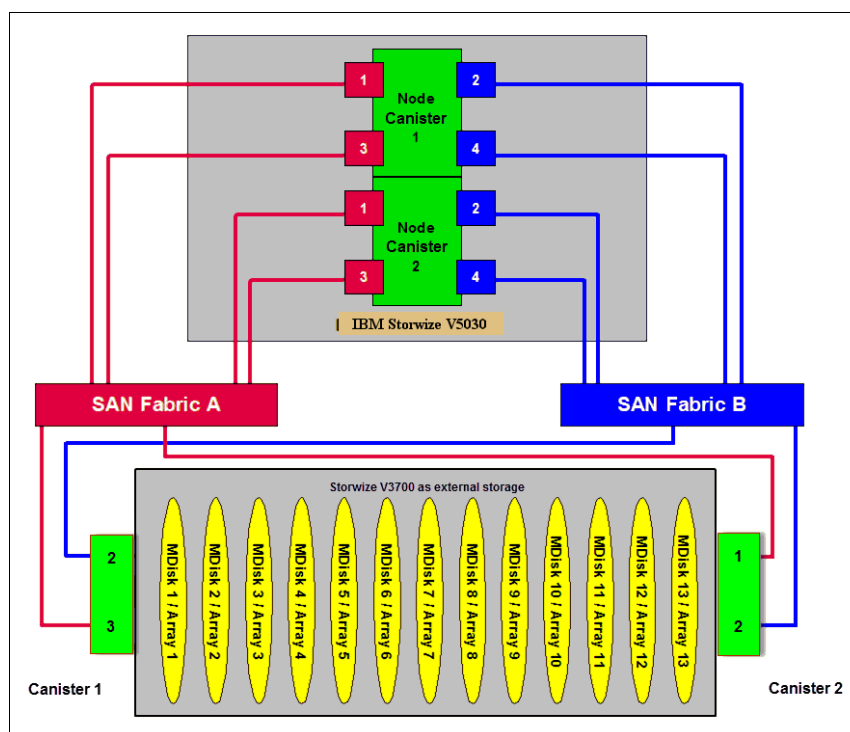 1
2
Node
Canister
1
3
4
1
2
Node
Canister
2
3
4
IBM Storwize V5030
SAN Fabric A
SAN Fabric B
Storwize V3700 as external storage
MDisk 1 / Array 1
MDisk 2 / Array 2
MDisk 3 / Array 3
MDisk 4 / Array 4
MDisk 5 / Array 5
MDisk 6 / Array 6
MDisk 7 / Array 7
MDisk 8 / Array 8
MDisk 9 / Array 9
MDisk 10 / Array 10
MDisk 11 / Array 11
MDisk 12 / Array 12
MDisk 13 / Array 13
2
3
1
2
Canister 1
Canister 2